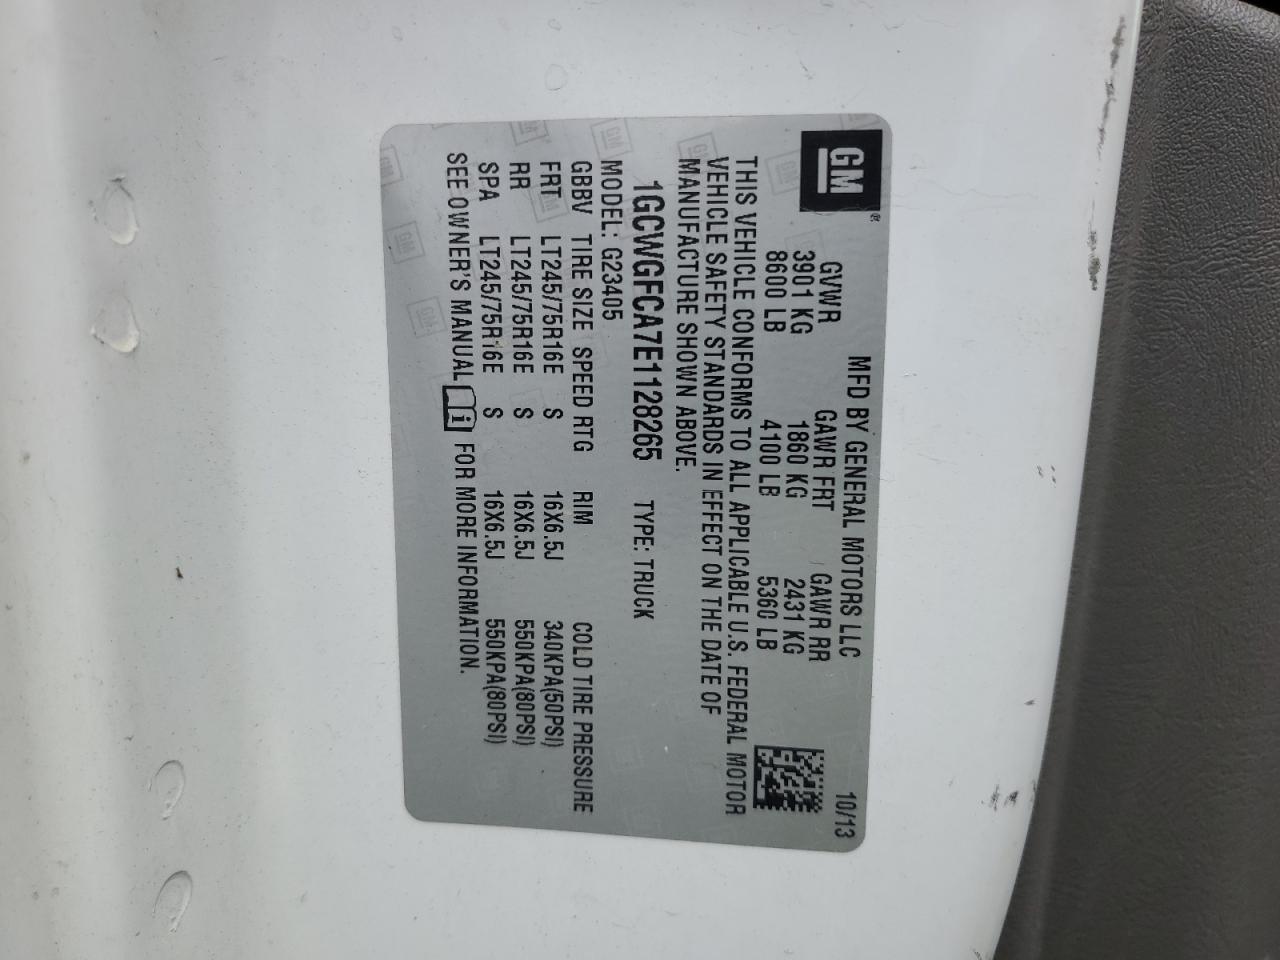 GM®
MFD BY GENERAL MOTORS LLC 10/13
GVWR GAWR FRT GAWR RR
3901 KG 1860 KG 2431 KG
8600 LB 4100 LB 5360 LB
THIS VEHICLE CONFORMS TO ALL APPLICABLE U.S. FEDERAL MOTOR
VEHICLE SAFETY STANDARDS IN EFFECT ON THE DATE OF
MANUFACTURE SHOWN ABOVE.
1GCWGFCA7E1128265 TYPE: TRUCK
MODEL: G23405
GBBV TIRE SIZE SPEED RTG RIM COLD TIRE PRESSURE
FRT LT245/75R16E S 16X6.5J 340KPA(50PSI)
RR LT245/75R16E S 16X6.5J 550KPA(80PSI)
SPA LT245/75R16E S 16X6.5J 550KPA(80PSI)
SEE OWNER'S MANUAL i FOR MORE INFORMATION.